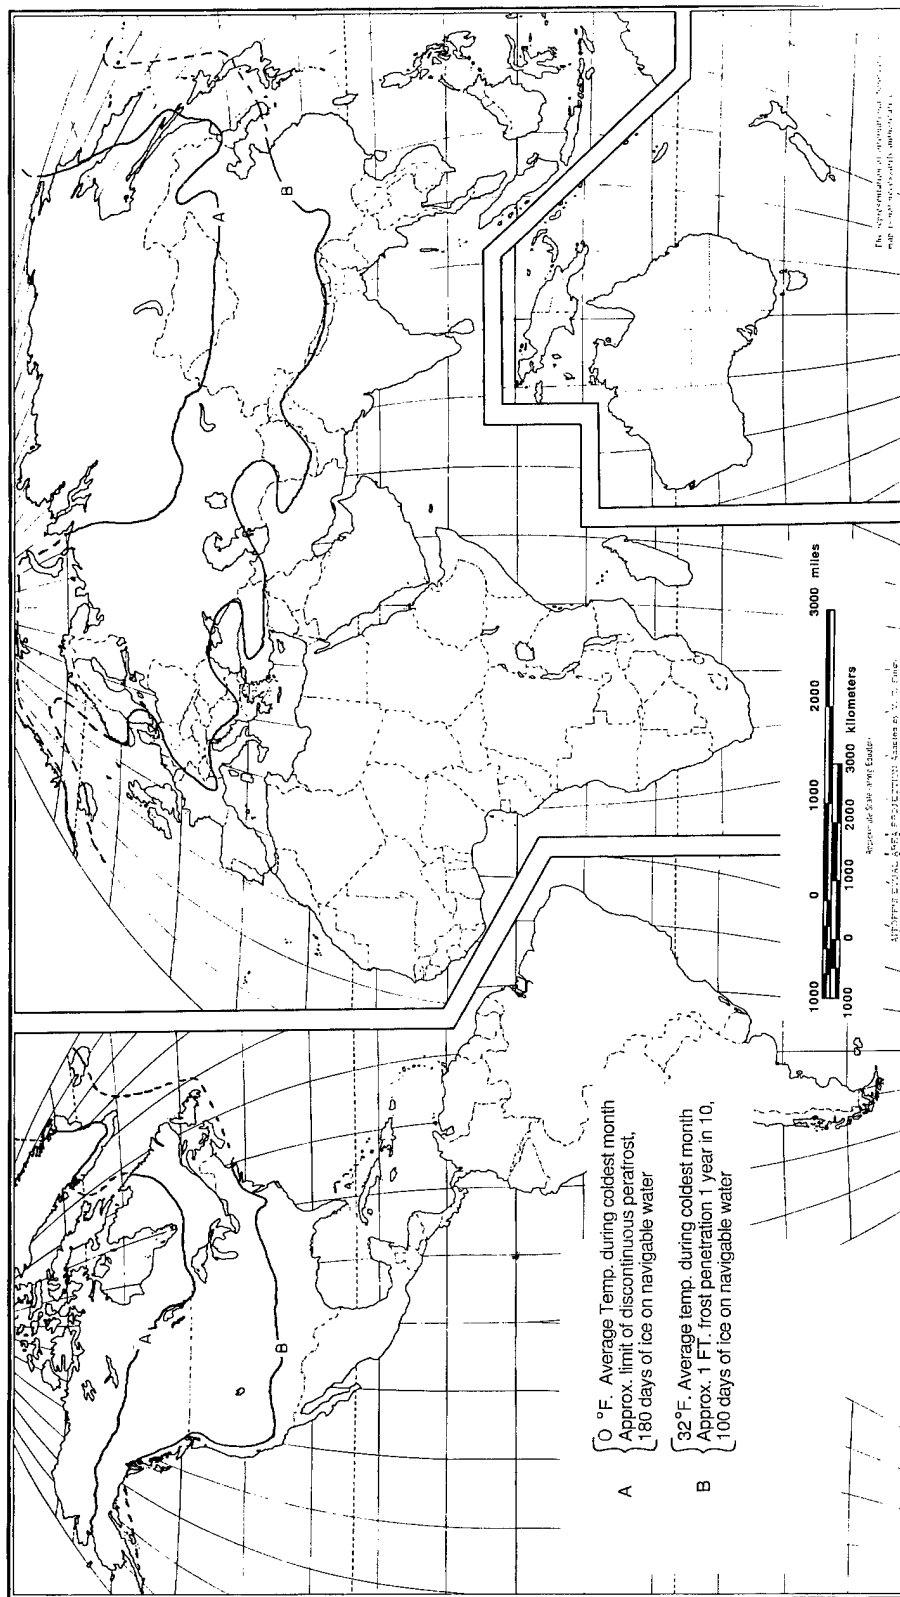 A
A
B
B
A { 0 °F. Average Temp. during coldest month
Approx. limit of discontinuous perafrost,
180 days of ice on navigable water
B { 32°F. Average temp. during coldest month
Approx. 1 FT. frost penetration 1 year in 10,
100 days of ice on navigable water
1000 0 1000 2000 3000 miles
1000 0 1000 2000 3000 kilometers